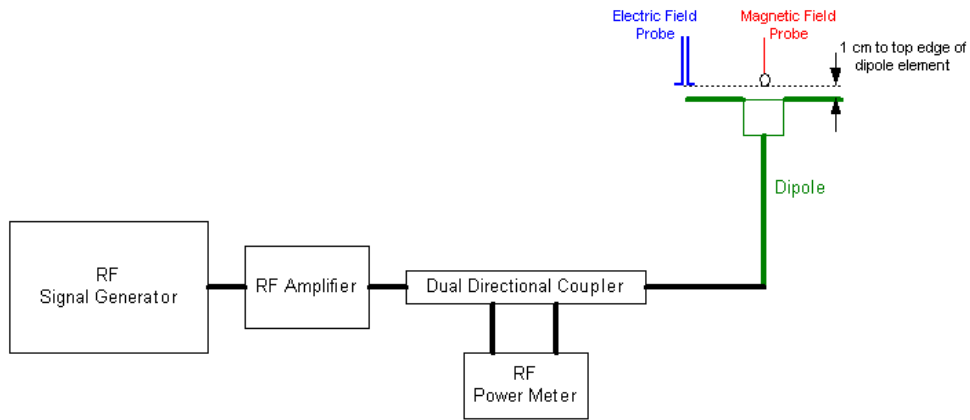 Electric Field
Probe
Magnetic Field
Probe
1 cm to top edge of
dipole element
Dipole
RF
Signal Generator
RF Amplifier
Dual Directional Coupler
RF
Power Meter